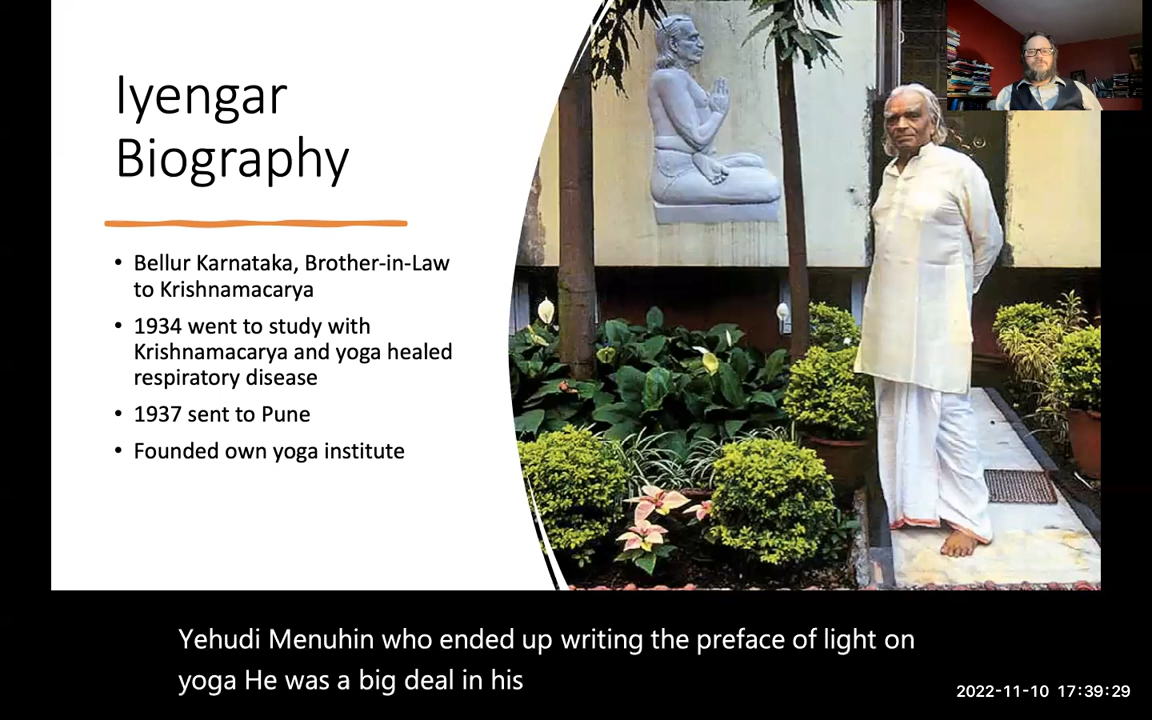 Iyengar
Biography
• Bellur Karnataka, Brother-in-Law
to Krishnamacarya
• 1934 went to study with
Krishnamacarya and yoga healed
respiratory disease
• 1937 sent to Pune
• Founded own yoga institute
Yehudi Menuhin who ended up writing the preface of light on
yoga He was a big deal in his
2022-11-10 17:39:29